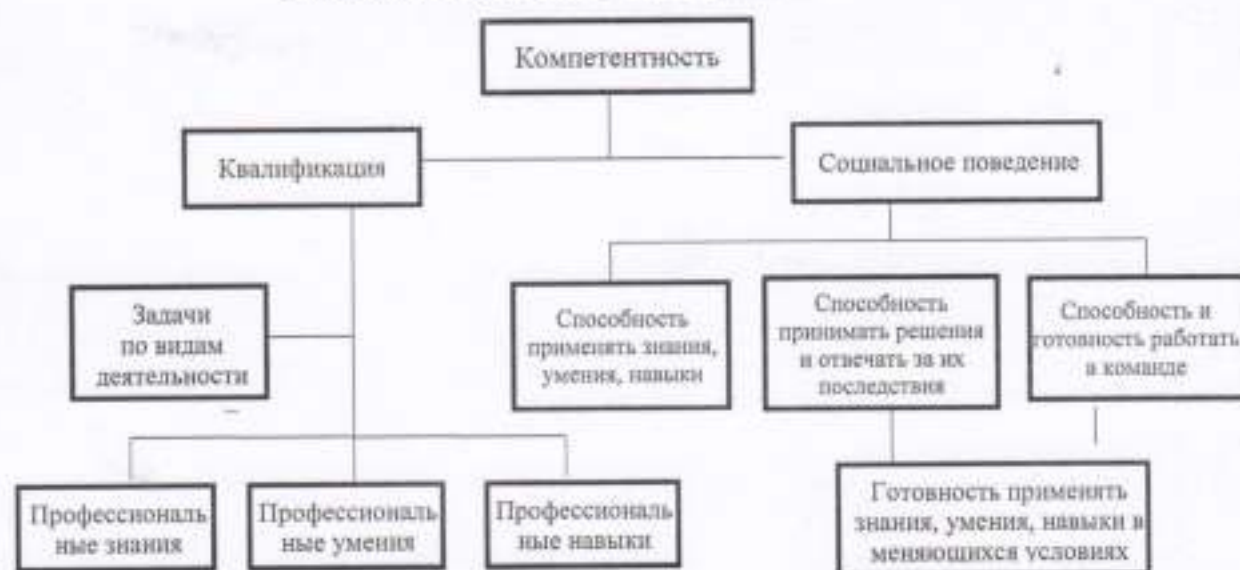 Компетентность
Квалификация
Социальное поведение
Задачи
по видам
деятельности
Способность
применять знания,
умения, навыки
Способность
принимать решения
и отвечать за их
последствия
Способность и
готовность работать
в команде
Профессиональ
ные знания
Профессиональ
ные умения
Профессиональ
ные навыки
Готовность применять
знания, умения, навыки в
меняющихся условиях